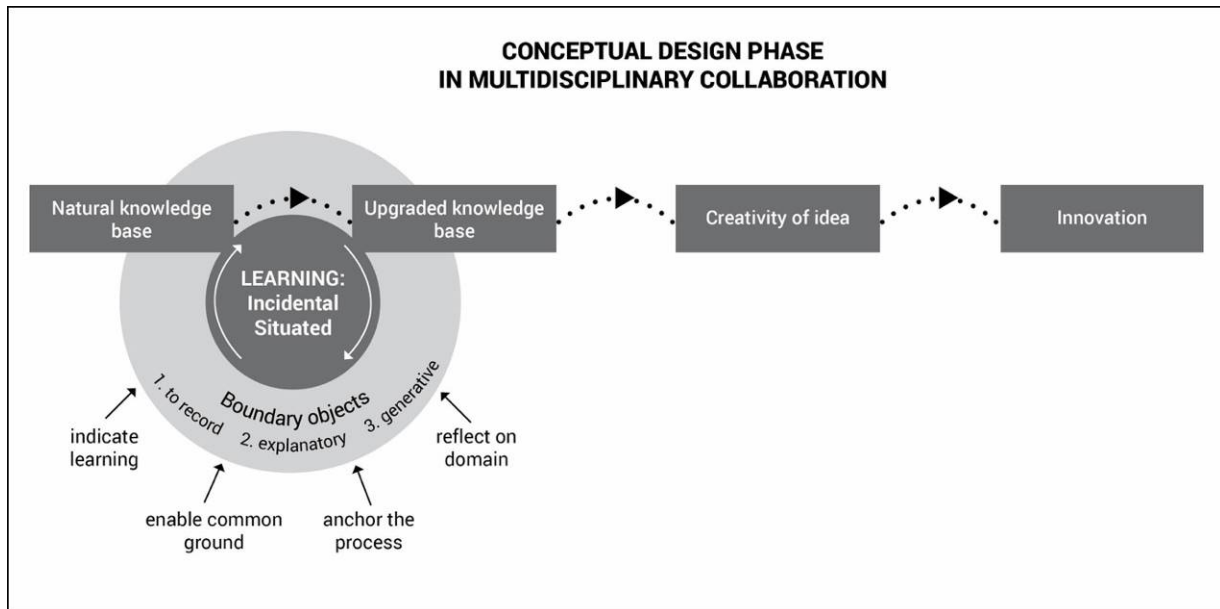 CONCEPTUAL DESIGN PHASE
IN MULTIDISCIPLINARY COLLABORATION
Natural knowledge
base
Upgraded knowledge
base
Creativity of idea
Innovation
LEARNING:
Incidental
Situated
Boundary objects
1. to record
2. explanatory
3. generative
indicate
learning
enable common
ground
anchor the
process
reflect on
domain